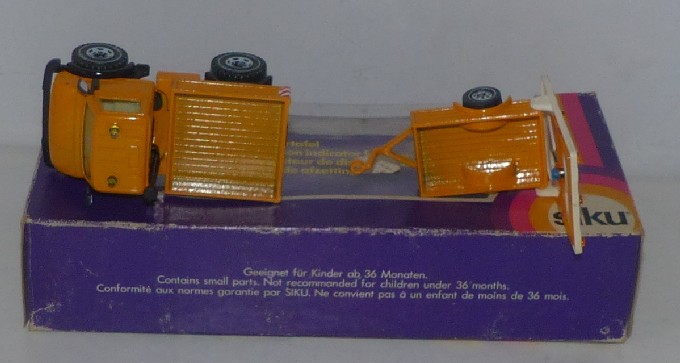 siku
Geeignet für Kinder ab 36 Monaten.
Contains small parts. Not recommanded for children under 36 months.
Conformité aux normes garantie par SIKU. Ne convient pas à un enfant de moins de 36 mois.